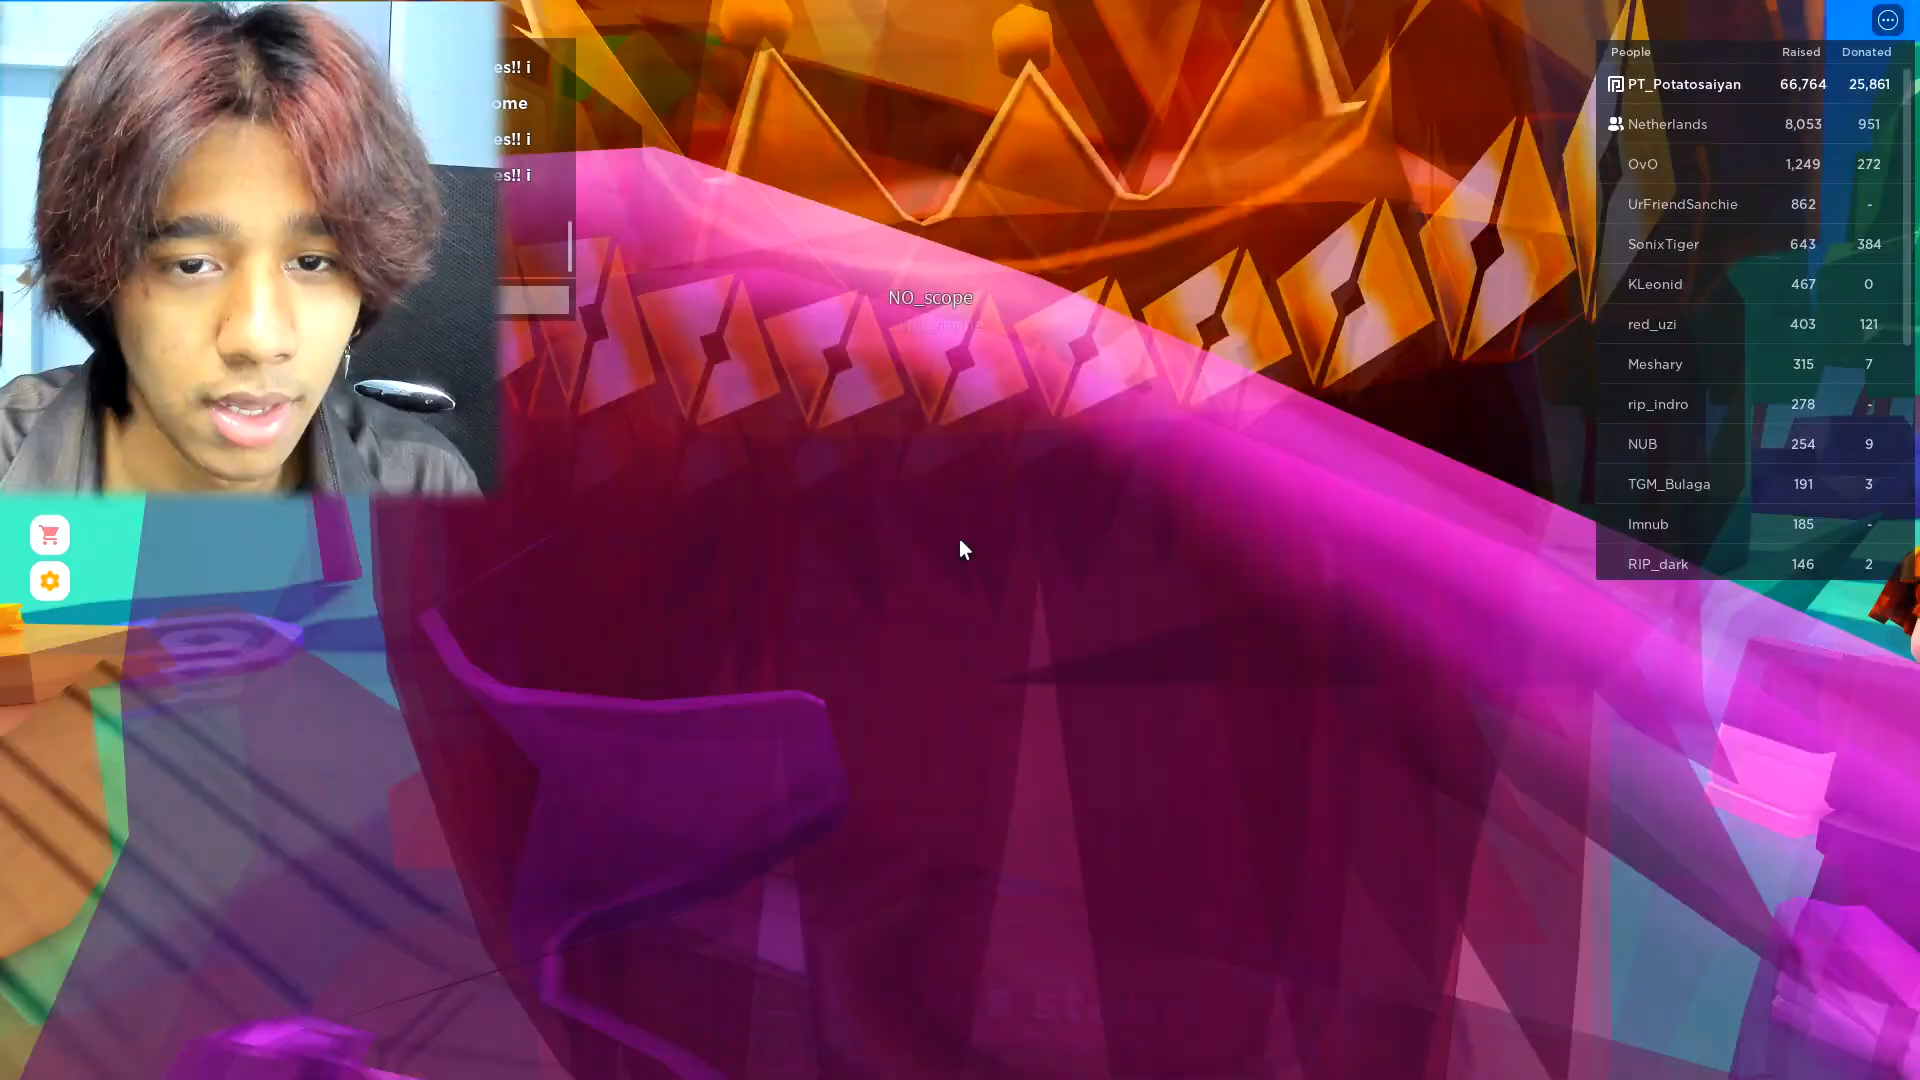 es!! i
ome
es!! i
es!! i
NO_scope
People Raised Donated
PT_Potatosaiyan 66,764 25,861
Netherlands 8,053 951
OvO 1,249 272
UrFriendSanchie 862 -
SonixTiger 643 384
KLeonid 467 0
red_uzi 403 121
Meshary 315 7
rip_indro 278 -
NUB 254 9
TGM_Bulaga 191 3
Imnub 185 -
RIP_dark 146 2